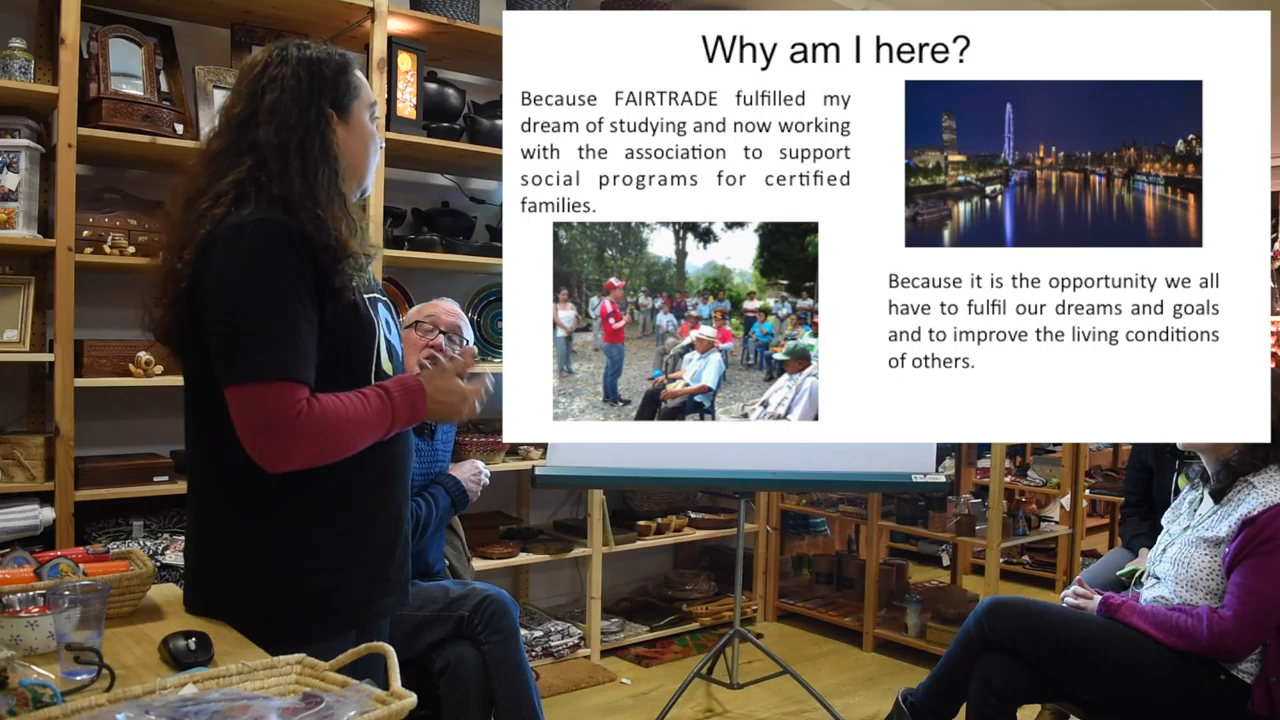 Why am I here?
Because FAIRTRADE fulfilled my
dream of studying and now working
with the association to support
social programs for certified
families.
Because it is the opportunity we all
have to fulfil our dreams and goals
and to improve the living conditions
of others.